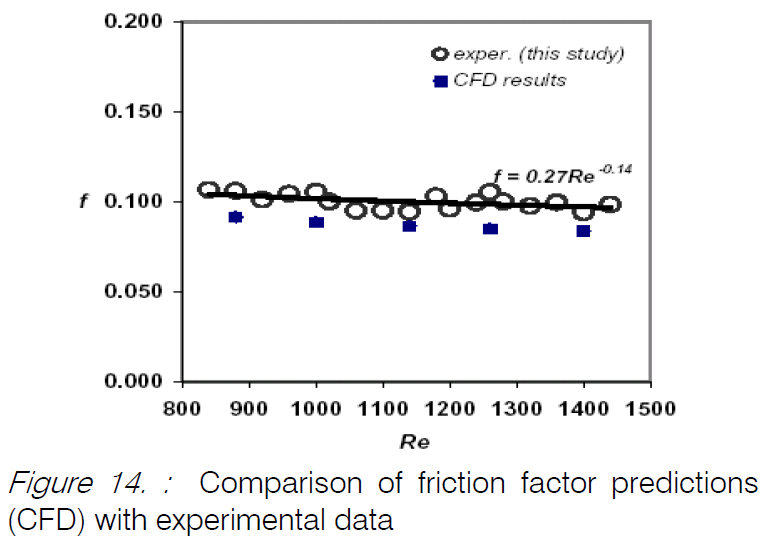 0.200
exper. (this study)
CFD results
0.150
f = 0.27Re^-0.14
f
0.100
0.050
0.000
800 900 1000 1100 1200 1300 1400 1500
Re
Figure 14. : Comparison of friction factor predictions
(CFD) with experimental data